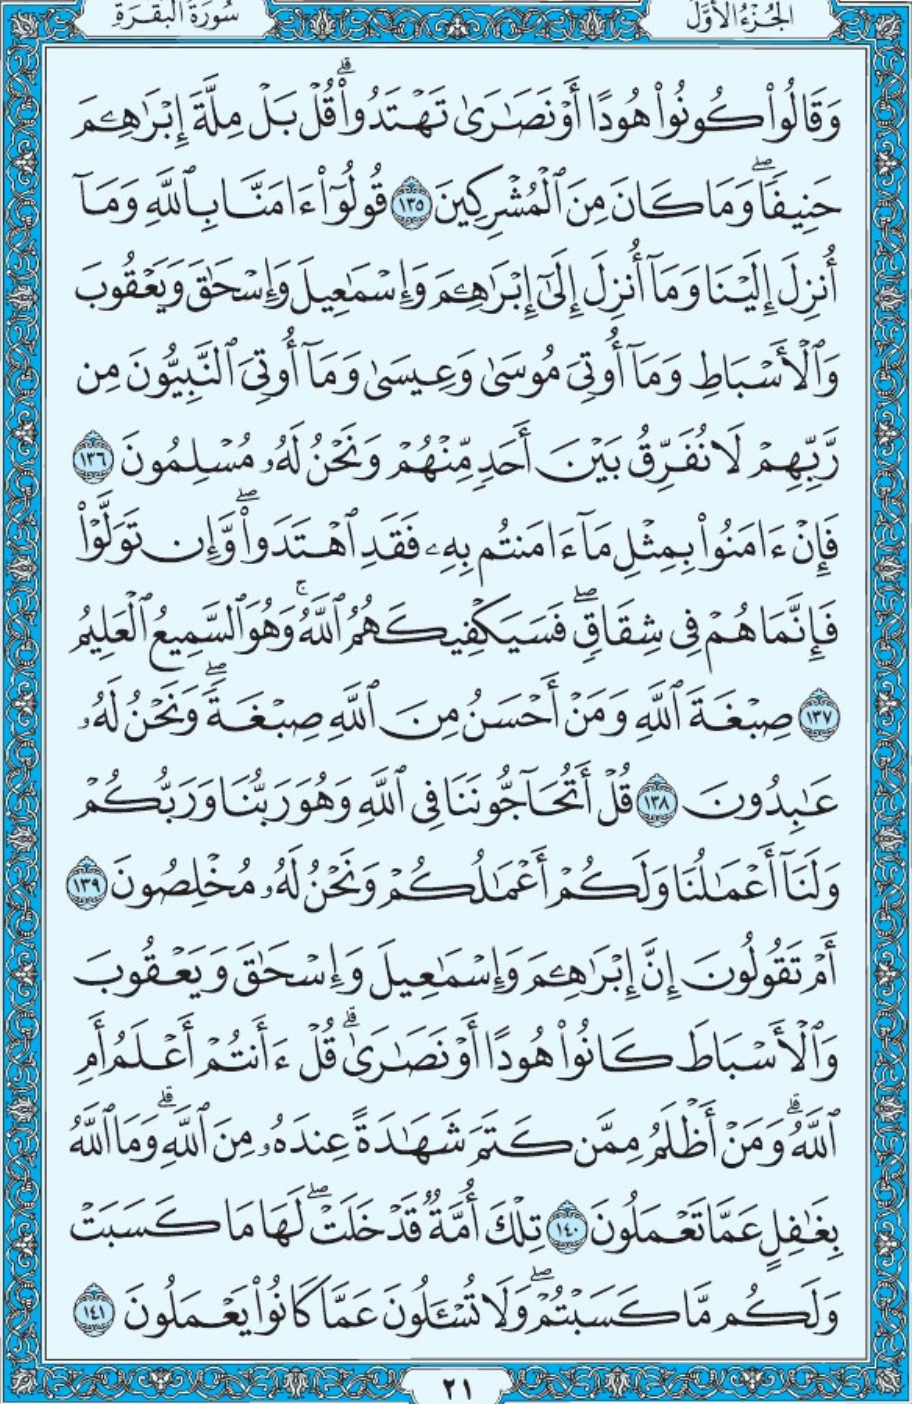 الجُزْءُ الأَوَّلُ
سُورَةُ الْبَقَرَةِ
وَقَالُوا۟ كُونُوا۟ هُودًا أَوْ نَصَـٰرَىٰ تَهْتَدُوا۟ ۗ قُلْ بَلْ مِلَّةَ إِبْرَٰهِـۧمَ
حَنِيفًا ۖ وَمَا كَانَ مِنَ ٱلْمُشْرِكِينَ ١٣٥ قُولُوٓا۟ ءَامَنَّا بِٱللَّهِ وَمَآ
أُنزِلَ إِلَيْنَا وَمَآ أُنزِلَ إِلَىٰٓ إِبْرَٰهِـۧمَ وَإِسْمَـٰعِيلَ وَإِسْحَـٰقَ وَيَعْقُوبَ
وَٱلْأَسْبَاطِ وَمَآ أُوتِىَ مُوسَىٰ وَعِيسَىٰ وَمَآ أُوتِىَ ٱلنَّبِيُّونَ مِن
رَّبِّهِمْ لَا نُفَرِّقُ بَيْنَ أَحَدٍ مِّنْهُمْ وَنَحْنُ لَهُۥ مُسْلِمُونَ ١٣٦
فَإِنْ ءَامَنُوا۟ بِمِثْلِ مَآ ءَامَنتُم بِهِۦ فَقَدِ ٱهْتَدَوا۟ ۖ وَّإِن تَوَلَّوْا۟
فَإِنَّمَا هُمْ فِى شِقَاقٍ ۖ فَسَيَكْفِيكَهُمُ ٱللَّهُ ۚ وَهُوَ ٱلسَّمِيعُ ٱلْعَلِيمُ
١٣٧ صِبْغَةَ ٱللَّهِ ۖ وَمَنْ أَحْسَنُ مِنَ ٱللَّهِ صِبْغَةً ۖ وَنَحْنُ لَهُۥ
عَـٰبِدُونَ ١٣٨ قُلْ أَتُحَآجُّونَنَا فِى ٱللَّهِ وَهُوَ رَبُّنَا وَرَبُّكُمْ
وَلَنَآ أَعْمَـٰلُنَا وَلَكُمْ أَعْمَـٰلُكُمْ وَنَحْنُ لَهُۥ مُخْلِصُونَ ١٣٩
أَمْ تَقُولُونَ إِنَّ إِبْرَٰهِـۧمَ وَإِسْمَـٰعِيلَ وَإِسْحَـٰقَ وَيَعْقُوبَ
وَٱلْأَسْبَاطَ كَانُوا۟ هُودًا أَوْ نَصَـٰرَىٰ ۗ قُلْ ءَأَنتُمْ أَعْلَمُ أَمِ
ٱللَّهُ ۗ وَمَنْ أَظْلَمُ مِمَّن كَتَمَ شَهَـٰدَةً عِندَهُۥ مِنَ ٱللَّهِ ۗ وَمَا ٱللَّهُ
بِغَـٰفِلٍ عَمَّا تَعْمَلُونَ ١٤٠ تِلْكَ أُمَّةٌ قَدْ خَلَتْ ۖ لَهَا مَا كَسَبَتْ
وَلَكُم مَّا كَسَبْتُمْ ۖ وَلَا تُسْـَٔلُونَ عَمَّا كَانُوا۟ يَعْمَلُونَ ١٤١
٢١